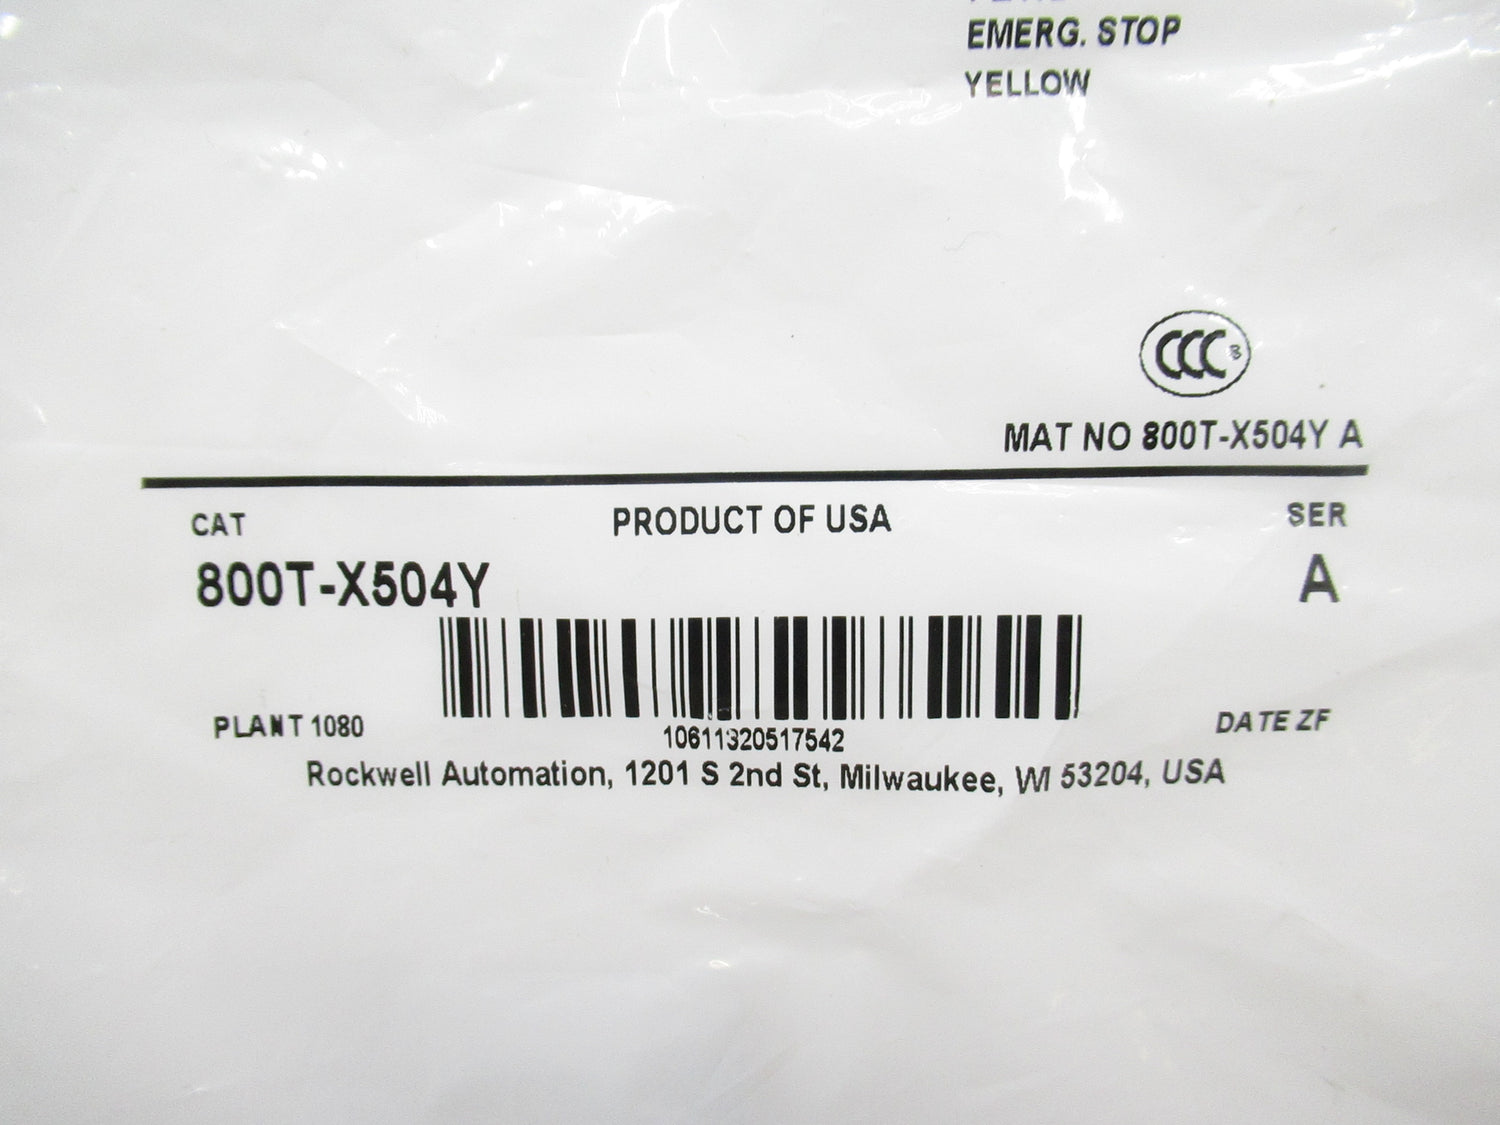 EMERG. STOP
YELLOW
CCC S
MAT NO 800T-X504Y A
CAT
PRODUCT OF USA
SER
800T-X504Y
A
PLANT 1080
10611320517542
DATE ZF
Rockwell Automation, 1201 S 2nd St, Milwaukee, WI 53204, USA